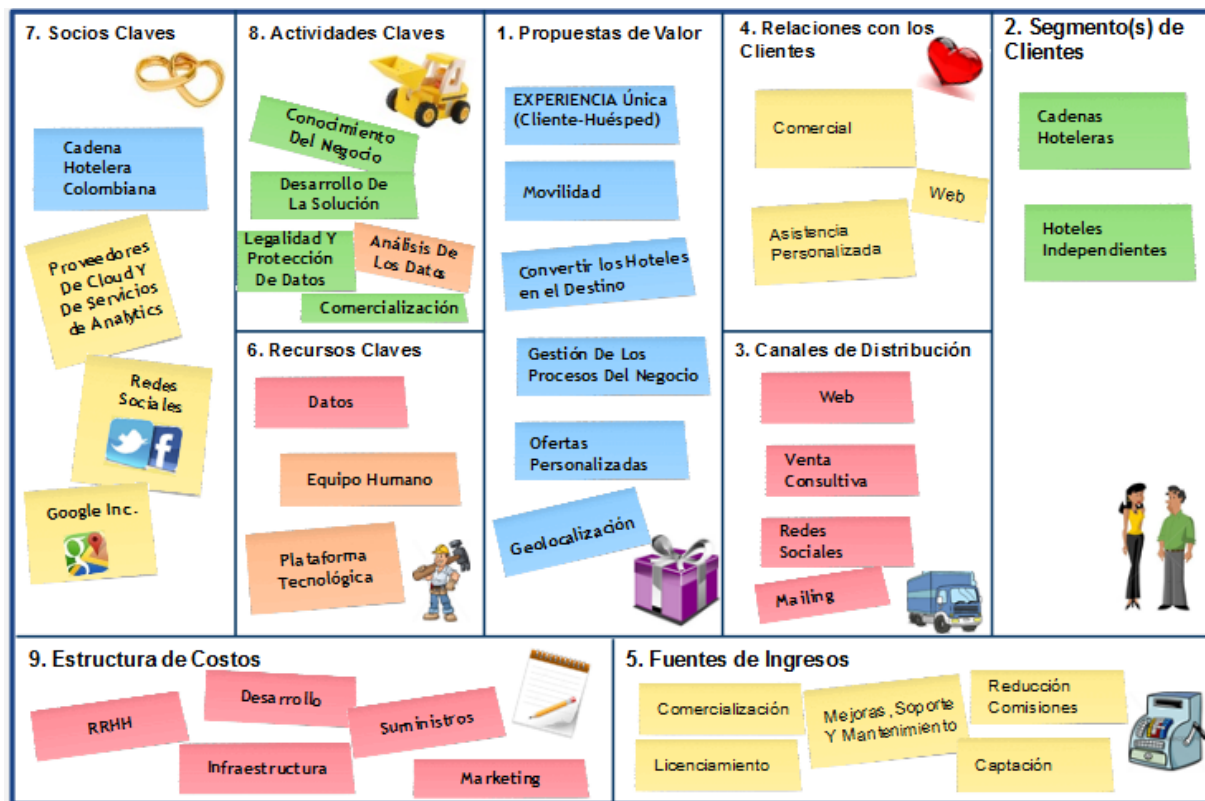 7. Socios Claves
Cadena
Hotelera
Colombiana
Proveedores
De Cloud Y
De Servicios
de Analytics
Redes
Sociales
Google Inc.
8. Actividades Claves
Conocimiento
Del Negocio
Desarrollo De
La Solución
Legalidad Y
Protección
De Datos
Análisis De
Los Datos
Comercialización
6. Recursos Claves
Datos
Equipo Humano
Plataforma
Tecnológica
1. Propuestas de Valor
EXPERIENCIA Única
(Cliente-Huésped)
Movilidad
Convertir los Hoteles
en el Destino
Gestión De Los
Procesos Del Negocio
Ofertas
Personalizadas
Geolocalización
4. Relaciones con los
Clientes
Comercial
Web
Asistencia
Personalizada
3. Canales de Distribución
Web
Venta
Consultiva
Redes
Sociales
Mailing
2. Segmento(s) de
Clientes
Cadenas
Hoteleras
Hoteles
Independientes
9. Estructura de Costos
RRHH
Desarrollo
Suministros
Infraestructura
Marketing
5. Fuentes de Ingresos
Comercialización
Mejoras, Soporte
Y Mantenimiento
Reducción
Comisiones
Licenciamiento
Captación